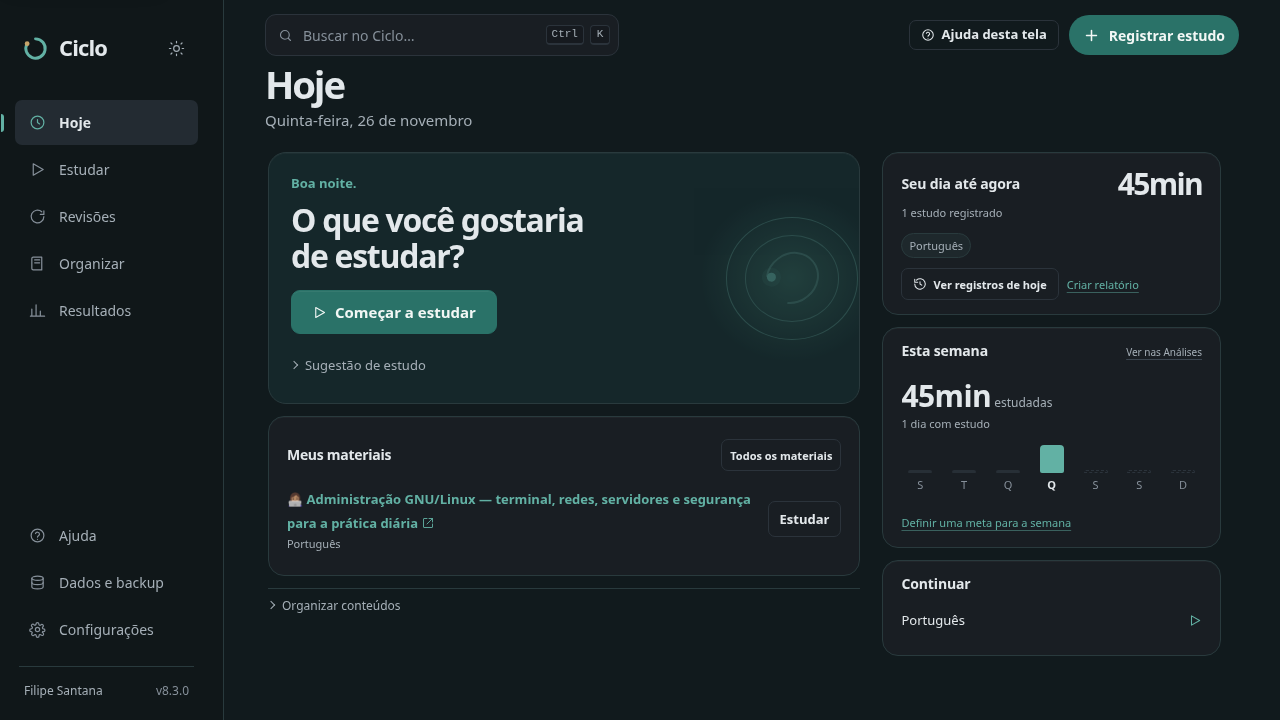 Ciclo
Hoje
Estudar
Revisões
Organizar
Resultados
Ajuda
Dados e backup
Configurações
Filipe Santana v8.3.0
Buscar no Ciclo... Ctrl K
Ajuda desta tela
Registrar estudo
Hoje
Quinta-feira, 26 de novembro
Boa noite.
O que você gostaria
de estudar?
Começar a estudar
Sugestão de estudo
Meus materiais
Todos os materiais
Administração GNU/Linux — terminal, redes, servidores e segurança
para a prática diária
Português
Estudar
Organizar conteúdos
Seu dia até agora 45min
1 estudo registrado
Português
Ver registros de hoje Criar relatório
Esta semana Ver nas Análises
45min estudadas
1 dia com estudo
S T Q Q S S D
Definir uma meta para a semana
Continuar
Português